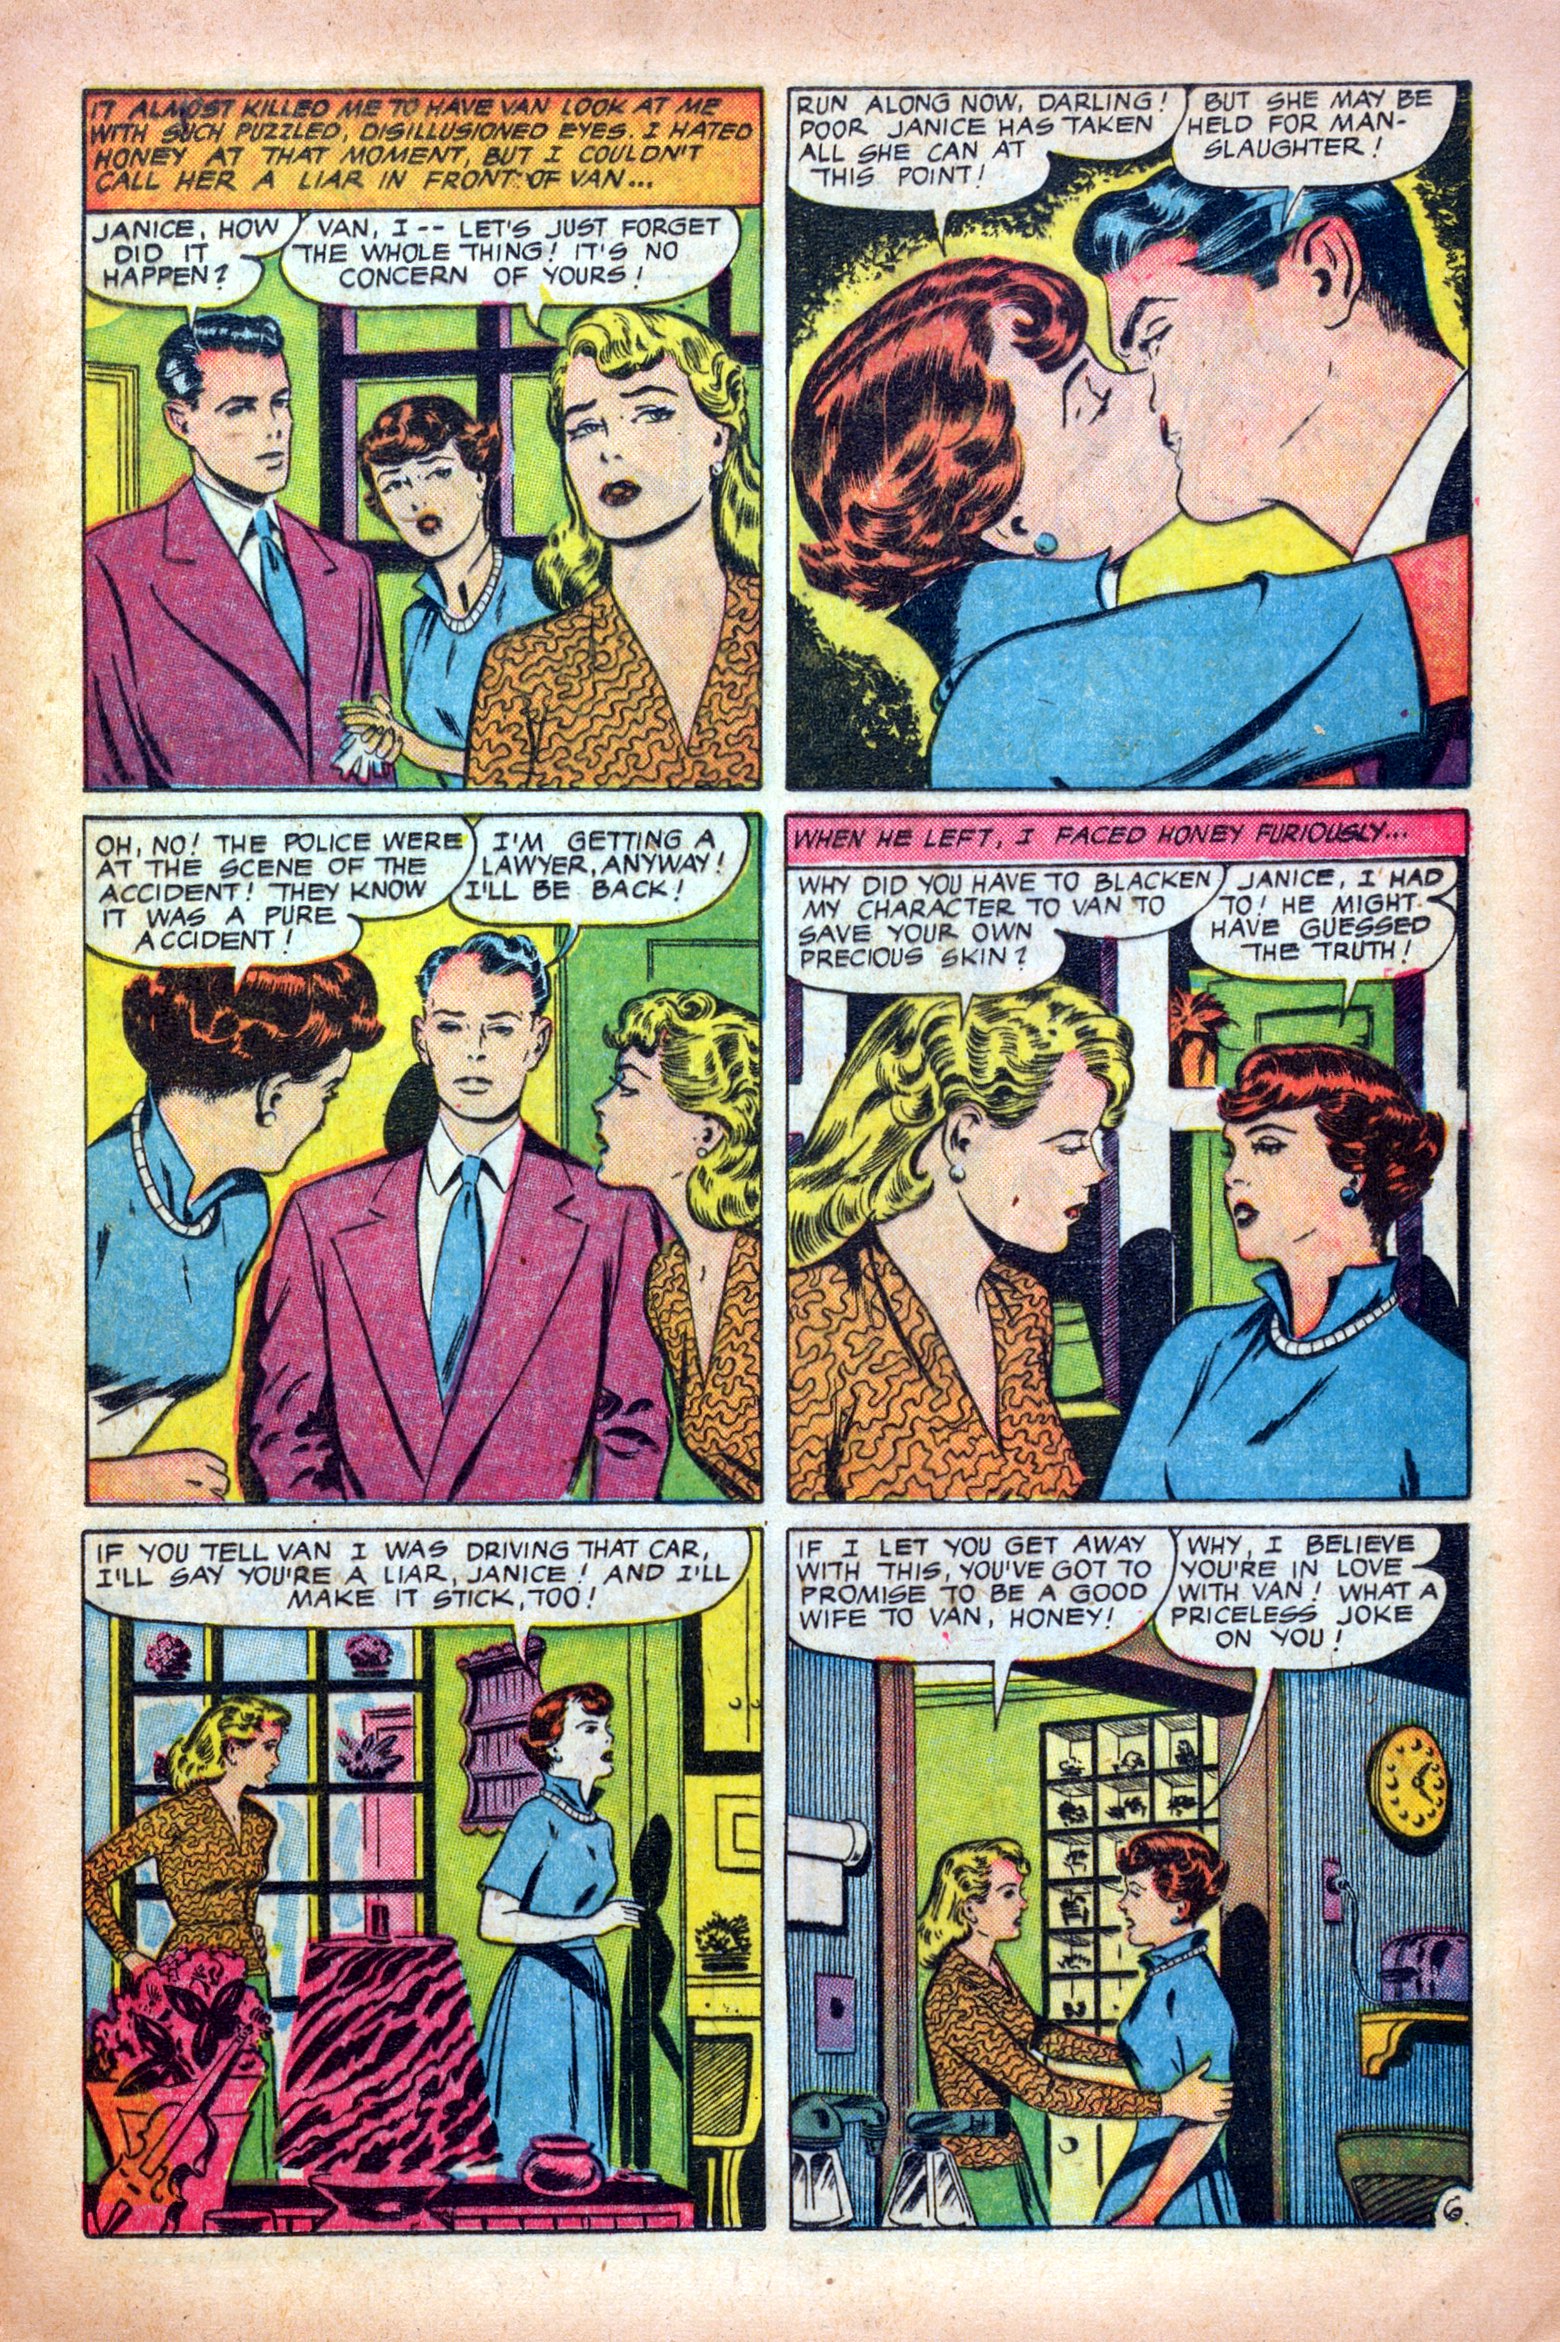 IT ALMOST KILLED ME TO HAVE VAN LOOK AT ME
WITH SUCH PUZZLED, DISILLUSIONED EYES. I HATED
HONEY AT THAT MOMENT, BUT I COULDN'T
CALL HER A LIAR IN FRONT OF VAN...
JANICE, HOW
DID IT
HAPPEN?
VAN, I -- LET'S JUST FORGET
THE WHOLE THING! IT'S NO
CONCERN OF YOURS!
RUN ALONG NOW, DARLING!
POOR JANICE HAS TAKEN
ALL SHE CAN AT
THIS POINT!
BUT SHE MAY BE
HELD FOR MAN-
SLAUGHTER!
OH, NO! THE POLICE WERE
AT THE SCENE OF THE
ACCIDENT! THEY KNOW
IT WAS A PURE
ACCIDENT!
I'M GETTING A
LAWYER, ANYWAY!
I'LL BE BACK!
WHEN HE LEFT, I FACED HONEY FURIOUSLY...
WHY DID YOU HAVE TO BLACKEN
MY CHARACTER TO VAN TO
SAVE YOUR OWN
PRECIOUS SKIN?
JANICE, I HAD
TO! HE MIGHT
HAVE GUESSED
THE TRUTH!
IF YOU TELL VAN I WAS DRIVING THAT CAR,
I'LL SAY YOU'RE A LIAR, JANICE! AND I'LL
MAKE IT STICK, TOO!
IF I LET YOU GET AWAY
WITH THIS, YOU'VE GOT TO
PROMISE TO BE A GOOD
WIFE TO VAN, HONEY!
WHY, I BELIEVE
YOU'RE IN LOVE
WITH VAN! WHAT A
PRICELESS JOKE
ON YOU!
6.